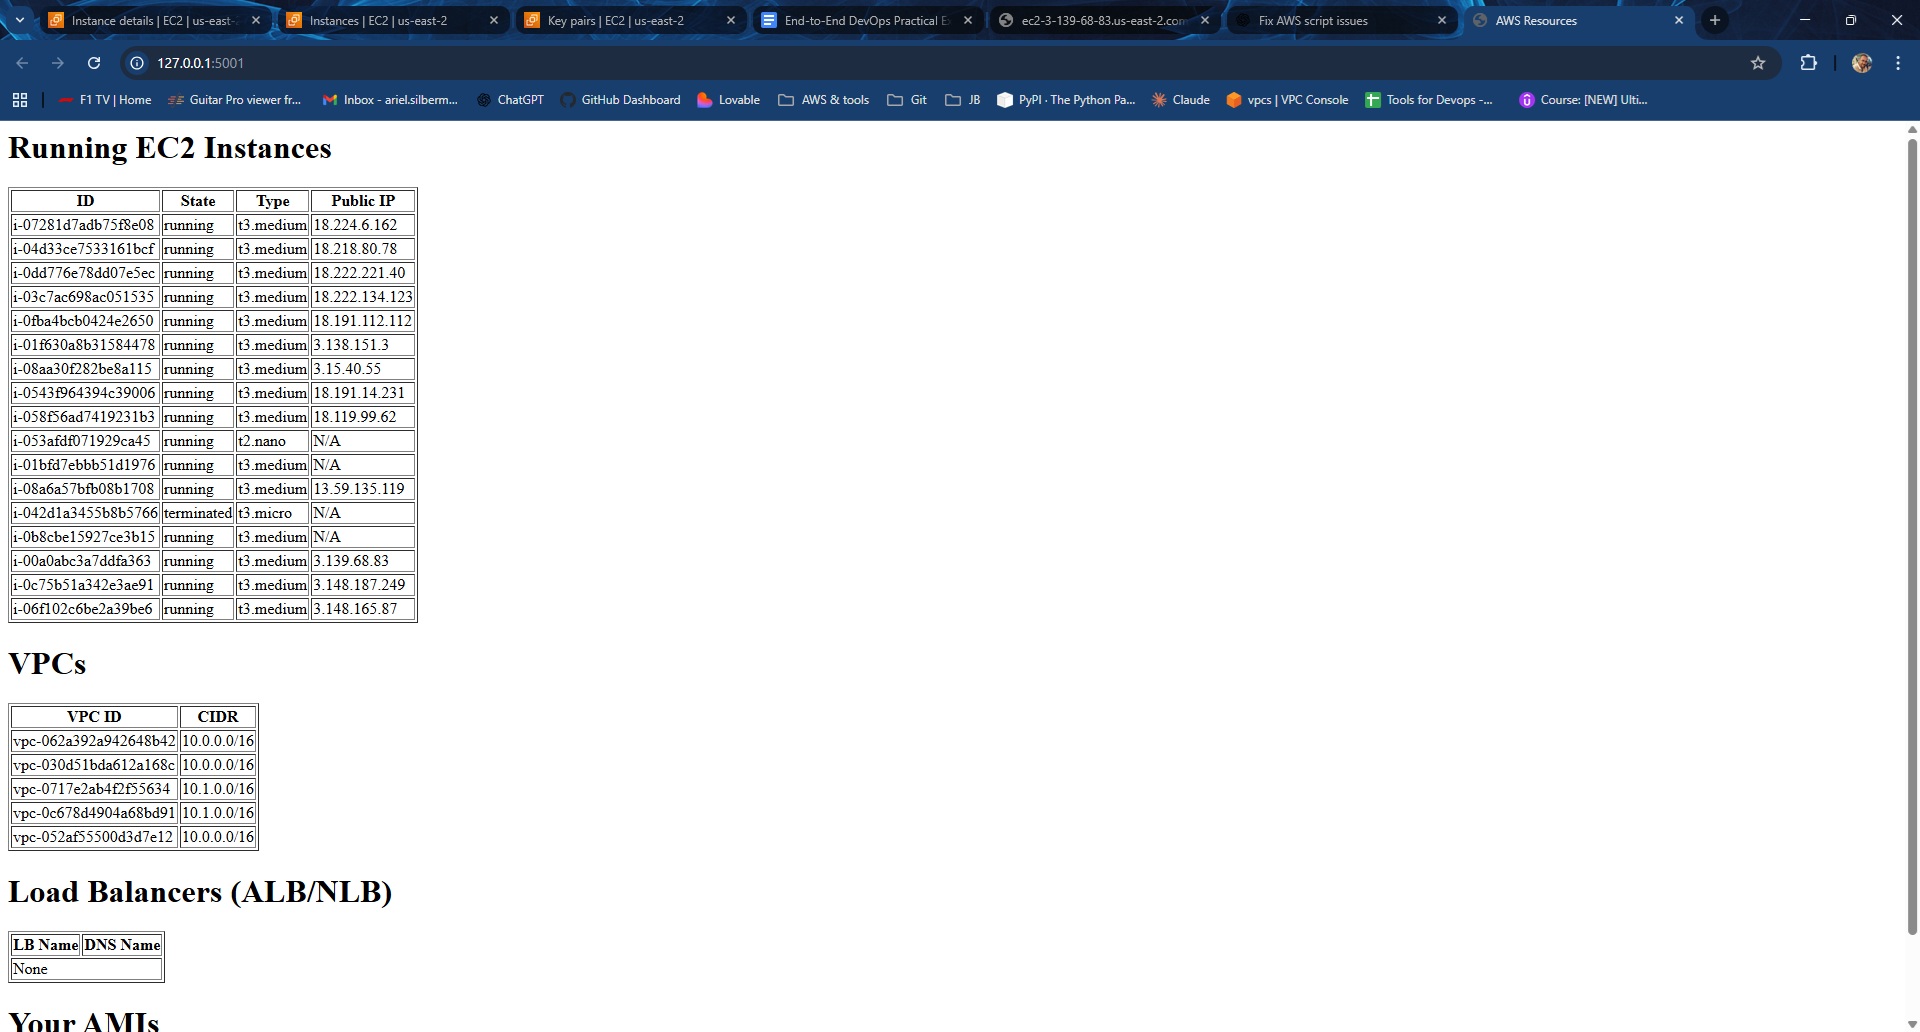 Instance details | EC2 | us-east-
Instances | EC2 | us-east-2
Key pairs | EC2 | us-east-2
End-to-End DevOps Practical E
ec2-3-139-68-83.us-east-2.com
Fix AWS script issues
AWS Resources
127.0.0.1:5001
F1 TV | Home
Guitar Pro viewer fr...
Inbox - ariel.silberm...
ChatGPT
GitHub Dashboard
Lovable
AWS & tools
Git
JB
PyPI · The Python Pa...
Claude
vpcs | VPC Console
Tools for Devops -...
Course: [NEW] Ulti...
Running EC2 Instances
ID State Type Public IP
i-07281d7adb75f8e08 running t3.medium 18.224.6.162
i-04d33ce7533161bcf running t3.medium 18.218.80.78
i-0dd776e78dd07e5ec running t3.medium 18.222.221.40
i-03c7ac698ac051535 running t3.medium 18.222.134.123
i-0fba4bcb0424e2650 running t3.medium 18.191.112.112
i-01f630a8b31584478 running t3.medium 3.138.151.3
i-08aa30f282be8a115 running t3.medium 3.15.40.55
i-0543f964394c39006 running t3.medium 18.191.14.231
i-058f56ad7419231b3 running t3.medium 18.119.99.62
i-053afdf071929ca45 running t2.nano N/A
i-01bfd7ebbb51d1976 running t3.medium N/A
i-08a6a57bfb08b1708 running t3.medium 13.59.135.119
i-042d1a3455b8b5766 terminated t3.micro N/A
i-0b8cbe15927ce3b15 running t3.medium N/A
i-00a0abc3a7ddfa363 running t3.medium 3.139.68.83
i-0c75b51a342e3ae91 running t3.medium 3.148.187.249
i-06f102c6be2a39be6 running t3.medium 3.148.165.87
VPCs
VPC ID CIDR
vpc-062a392a942648b42 10.0.0.0/16
vpc-030d51bda612a168c 10.0.0.0/16
vpc-0717e2ab4f2f55634 10.1.0.0/16
vpc-0c678d4904a68bd91 10.1.0.0/16
vpc-052af55500d3d7e12 10.0.0.0/16
Load Balancers (ALB/NLB)
LB Name DNS Name
None
Your AMIs